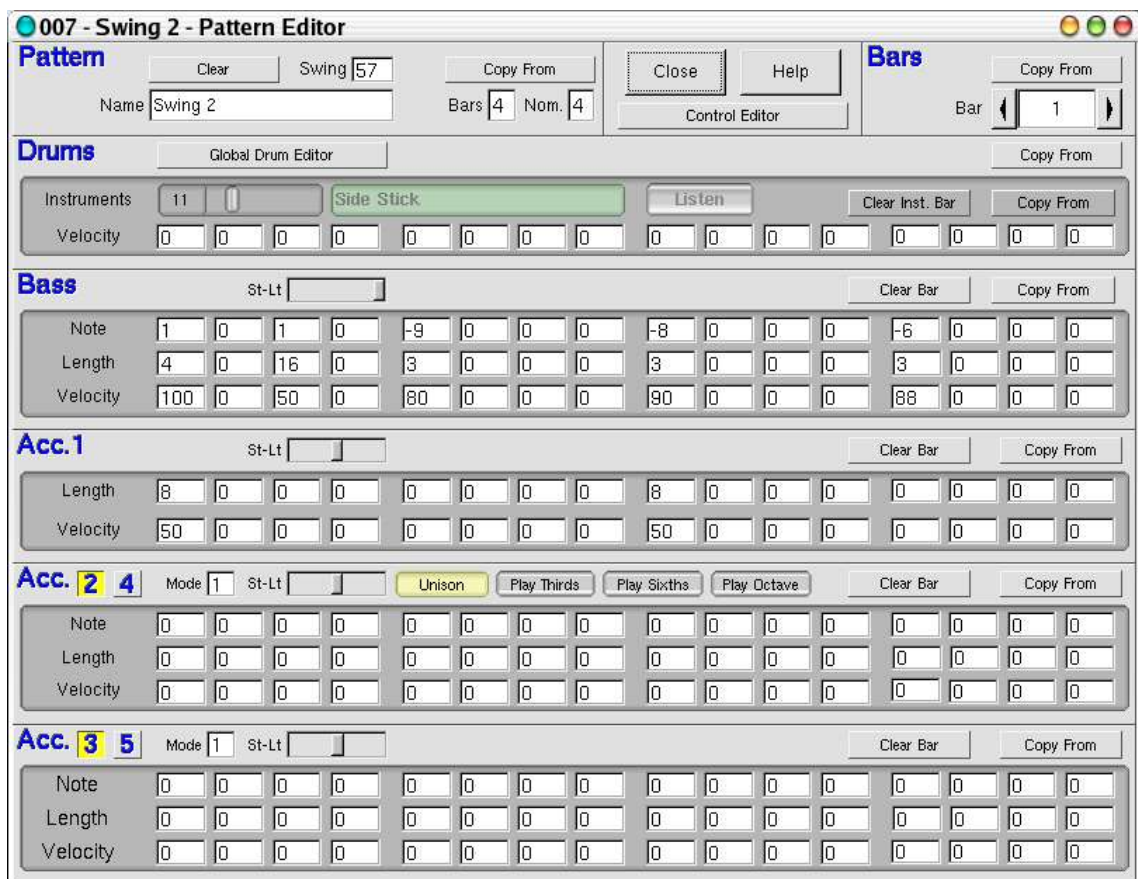 007 - Swing 2 - Pattern Editor
Pattern Clear Swing 57 Copy From Close Help Bars Copy From
Name Swing 2 Bars 4 Nom. 4 Control Editor Bar 1
Drums Global Drum Editor Copy From
Instruments 11 Side Stick Listen Clear Inst. Bar Copy From
Velocity 0 0 0 0 0 0 0 0 0 0 0 0 0 0 0 0
Bass St-Lt Clear Bar Copy From
Note 1 0 1 0 -9 0 0 0 -8 0 0 0 -6 0 0 0
Length 4 0 16 0 3 0 0 0 3 0 0 0 3 0 0 0
Velocity 100 0 50 0 80 0 0 0 90 0 0 0 88 0 0 0
Acc.1 St-Lt Clear Bar Copy From
Length 8 0 0 0 0 0 0 0 8 0 0 0 0 0 0 0
Velocity 50 0 0 0 0 0 0 0 50 0 0 0 0 0 0 0
Acc. 2 4 Mode 1 St-Lt Unison Play Thirds Play Sixths Play Octave Clear Bar Copy From
Note 0 0 0 0 0 0 0 0 0 0 0 0 0 0 0 0
Length 0 0 0 0 0 0 0 0 0 0 0 0 0 0 0 0
Velocity 0 0 0 0 0 0 0 0 0 0 0 0 0 0 0 0
Acc. 3 5 Mode 1 St-Lt Clear Bar Copy From
Note 0 0 0 0 0 0 0 0 0 0 0 0 0 0 0 0
Length 0 0 0 0 0 0 0 0 0 0 0 0 0 0 0 0
Velocity 0 0 0 0 0 0 0 0 0 0 0 0 0 0 0 0